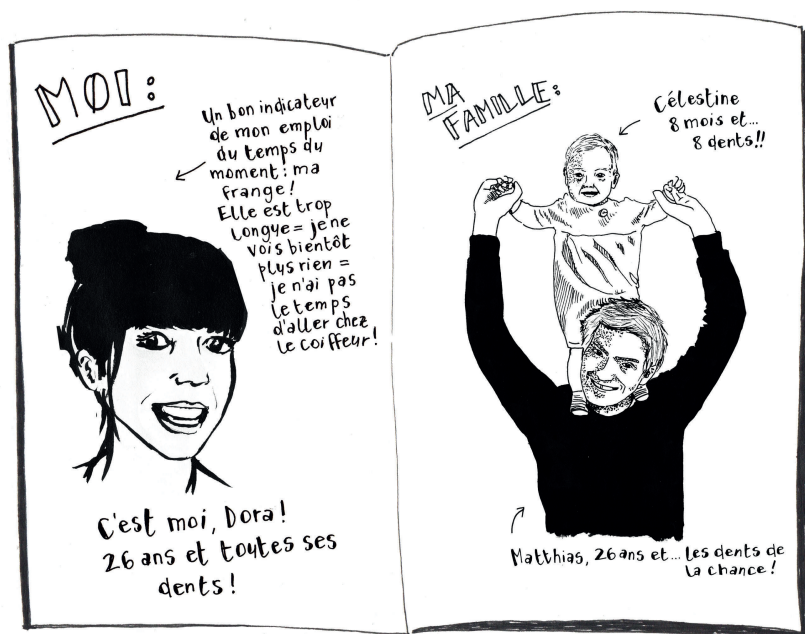 MOI:
Un bon indicateur
de mon emploi
du temps du
moment: ma
frange!
Elle est trop
longue = je ne
vois bientôt
plus rien =
je n'ai pas
le temps
d'aller chez
le coiffeur!
C'est moi, Dora!
26 ans et toutes ses
dents!
MA
FAMILLE:
Célestine
8 mois et...
8 dents!!
Matthias, 26 ans et... les dents de
la chance!